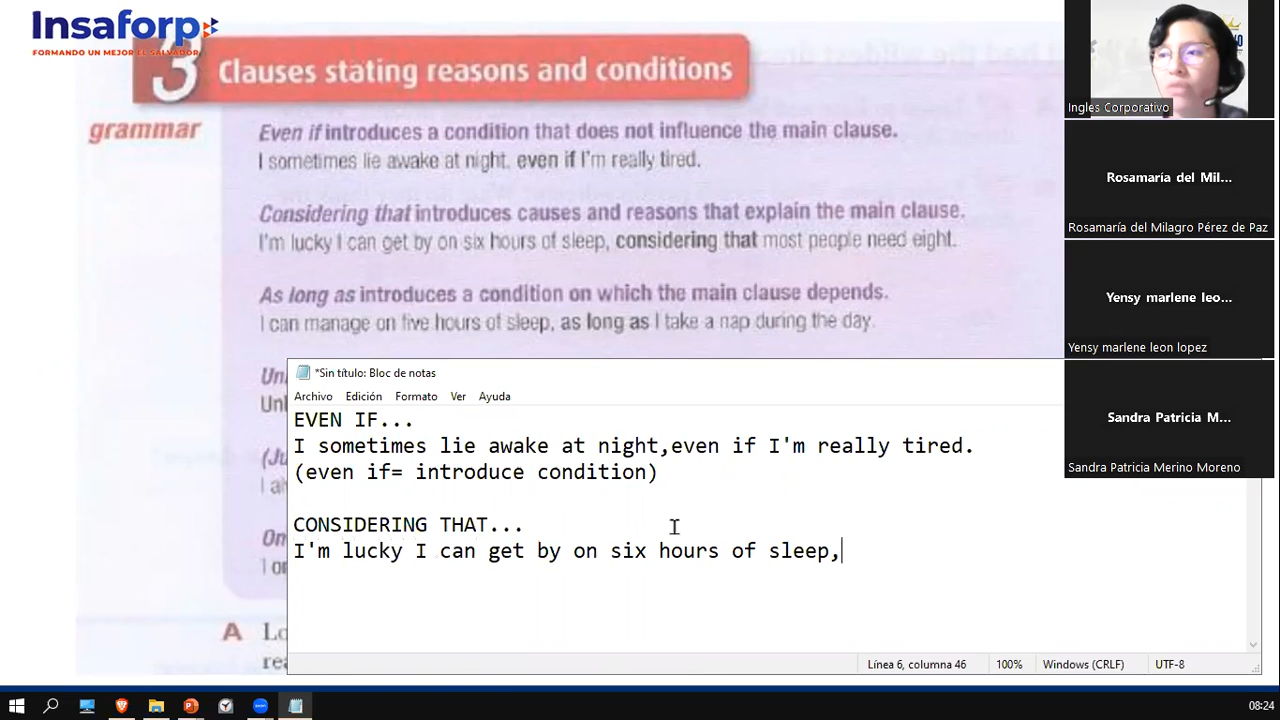 Insaforp
FORMANDO UN MEJOR EL SALVADOR
3 Clauses stating reasons and conditions
grammar
Even if introduces a condition that does not influence the main clause.
I sometimes lie awake at night, even if I'm really tired.
Considering that introduces causes and reasons that explain the main clause.
I'm lucky I can get by on six hours of sleep, considering that most people need eight.
As long as introduces a condition on which the main clause depends.
I can manage on five hours of sleep, as long as I take a nap during the day.
*Sin título: Bloc de notas
Archivo Edición Formato Ver Ayuda
EVEN IF...
I sometimes lie awake at night,even if I'm really tired.
(even if= introduce condition)
CONSIDERING THAT...
I'm lucky I can get by on six hours of sleep,
Línea 6, columna 46 100% Windows (CRLF) UTF-8
A
Ingles Corporativo
Rosamaría del Mil...
Rosamaría del Milagro Pérez de Paz
Yensy marlene leo...
Yensy marlene leon lopez
Sandra Patricia M...
Sandra Patricia Merino Moreno
08:24